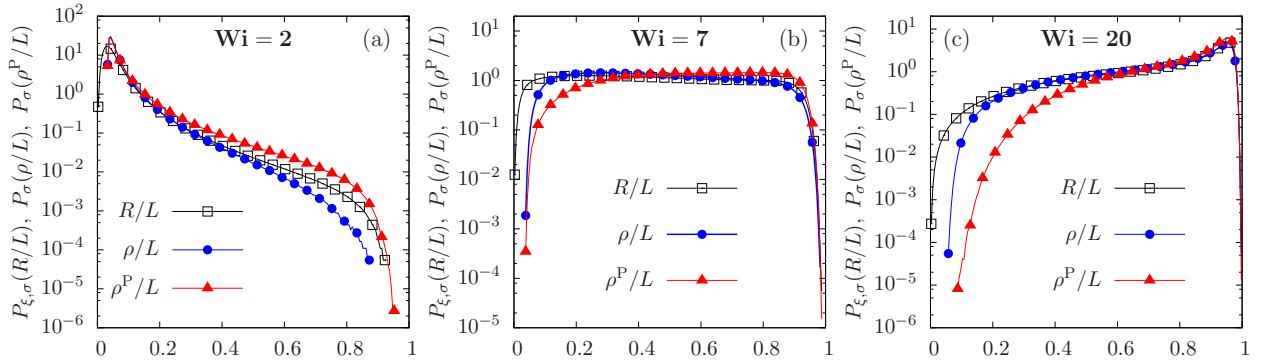 P_{ξ,σ}(R/L), P_σ(ρ/L), P_σ(ρ^P/L)
10^2
10^1
10^0
10^{-1}
10^{-2}
10^{-3}
10^{-4}
10^{-5}
10^{-6}
Wi = 2
(a)
R/L
ρ/L
ρ^P/L
0 0.2 0.4 0.6 0.8 1
P_{ξ,σ}(R/L), P_σ(ρ/L), P_σ(ρ^P/L)
10^1
10^0
10^{-1}
10^{-2}
10^{-3}
10^{-4}
10^{-5}
Wi = 7
(b)
R/L
ρ/L
ρ^P/L
0 0.2 0.4 0.6 0.8 1
P_{ξ,σ}(R/L), P_σ(ρ/L), P_σ(ρ^P/L)
10^1
10^0
10^{-1}
10^{-2}
10^{-3}
10^{-4}
10^{-5}
10^{-6}
(c)
Wi = 20
R/L
ρ/L
ρ^P/L
0 0.2 0.4 0.6 0.8 1